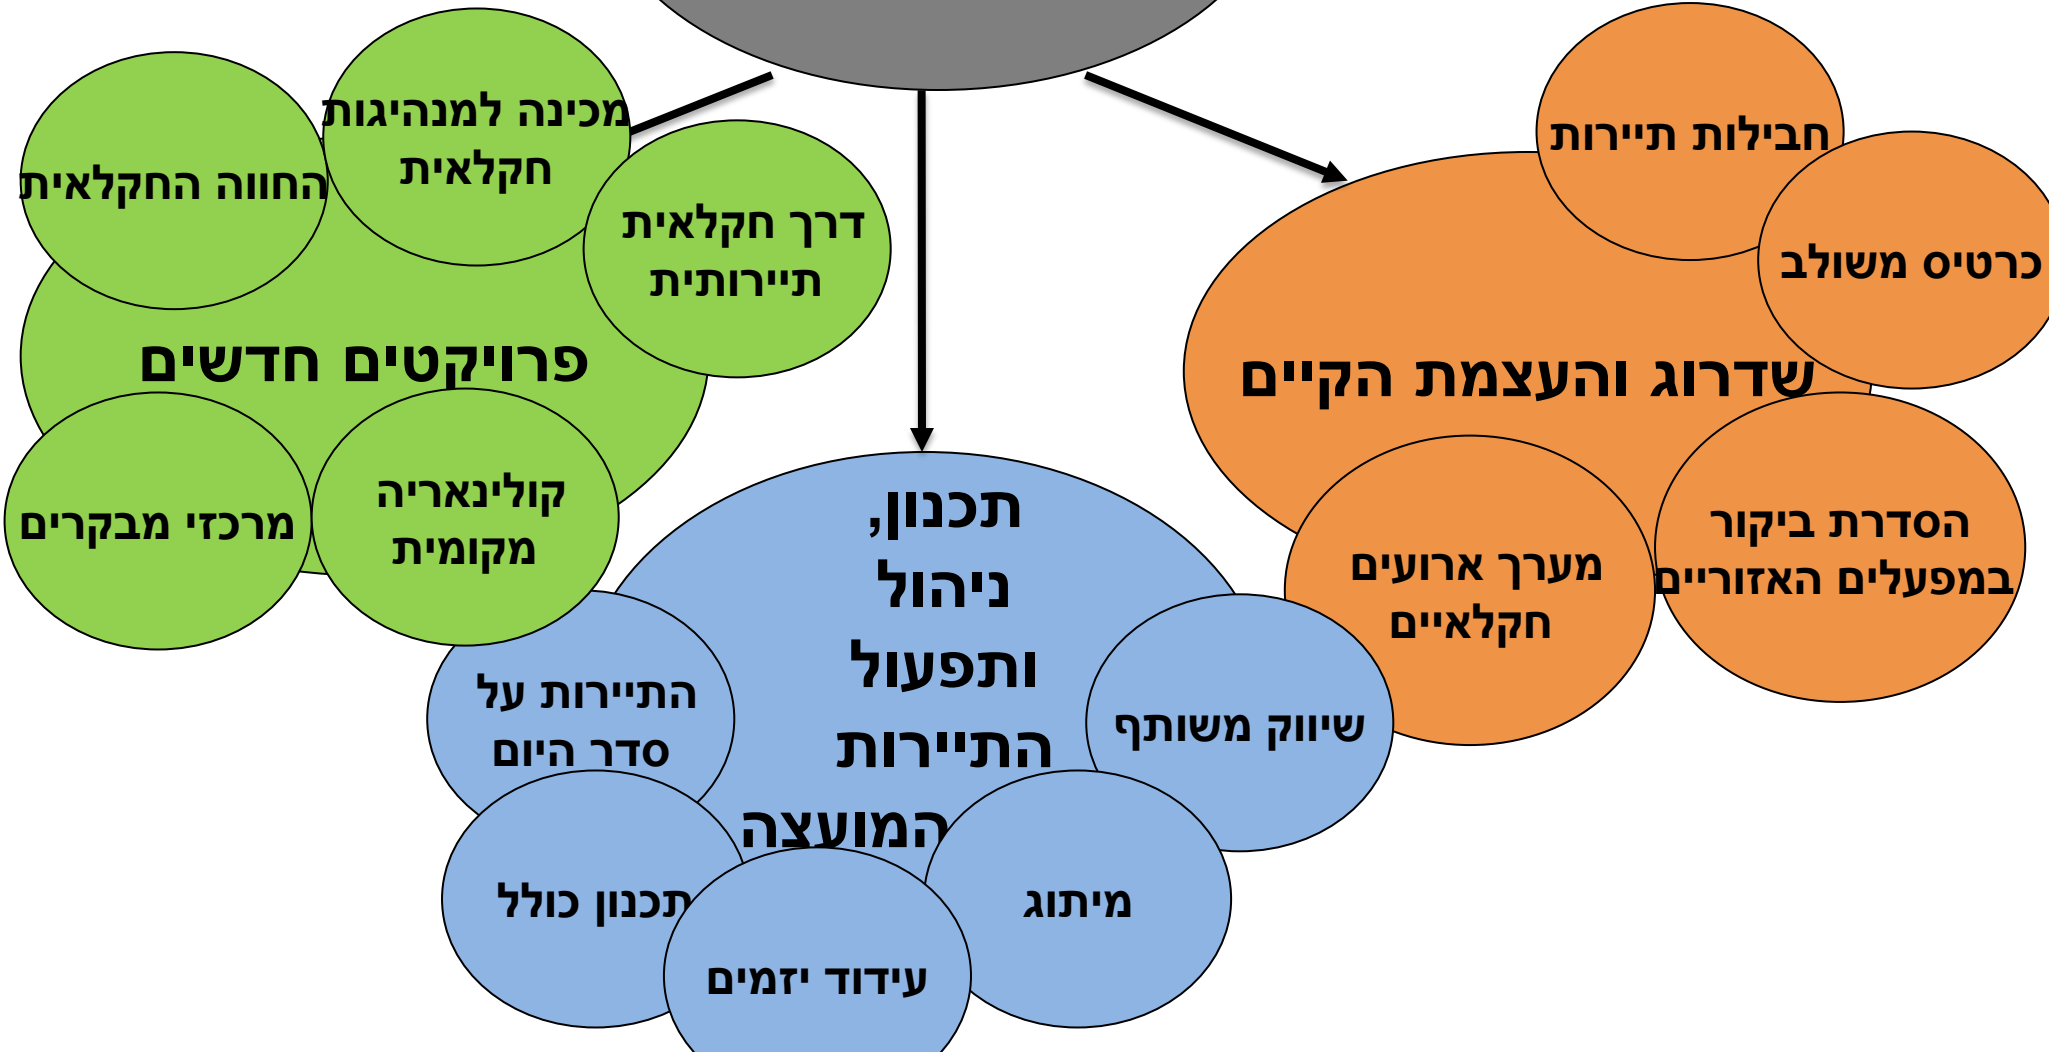 חבילות תיירות
כרטיס משולב
שדרוג והעצמת הקיים
הסדרת ביקור
במפעלים האזוריים
מערך ארועים
חקלאיים
מכינה למנהיגות
חקלאית
החווה החקלאית
דרך חקלאית
תיירותית
פרויקטים חדשים
קולינאריה
מקומית
מרכזי מבקרים
תכנון,
ניהול
ותפעול
התיירות
המועצה
שיווק משותף
התיירות על
סדר היום
מיתוג
תכנון כולל
עידוד יזמים